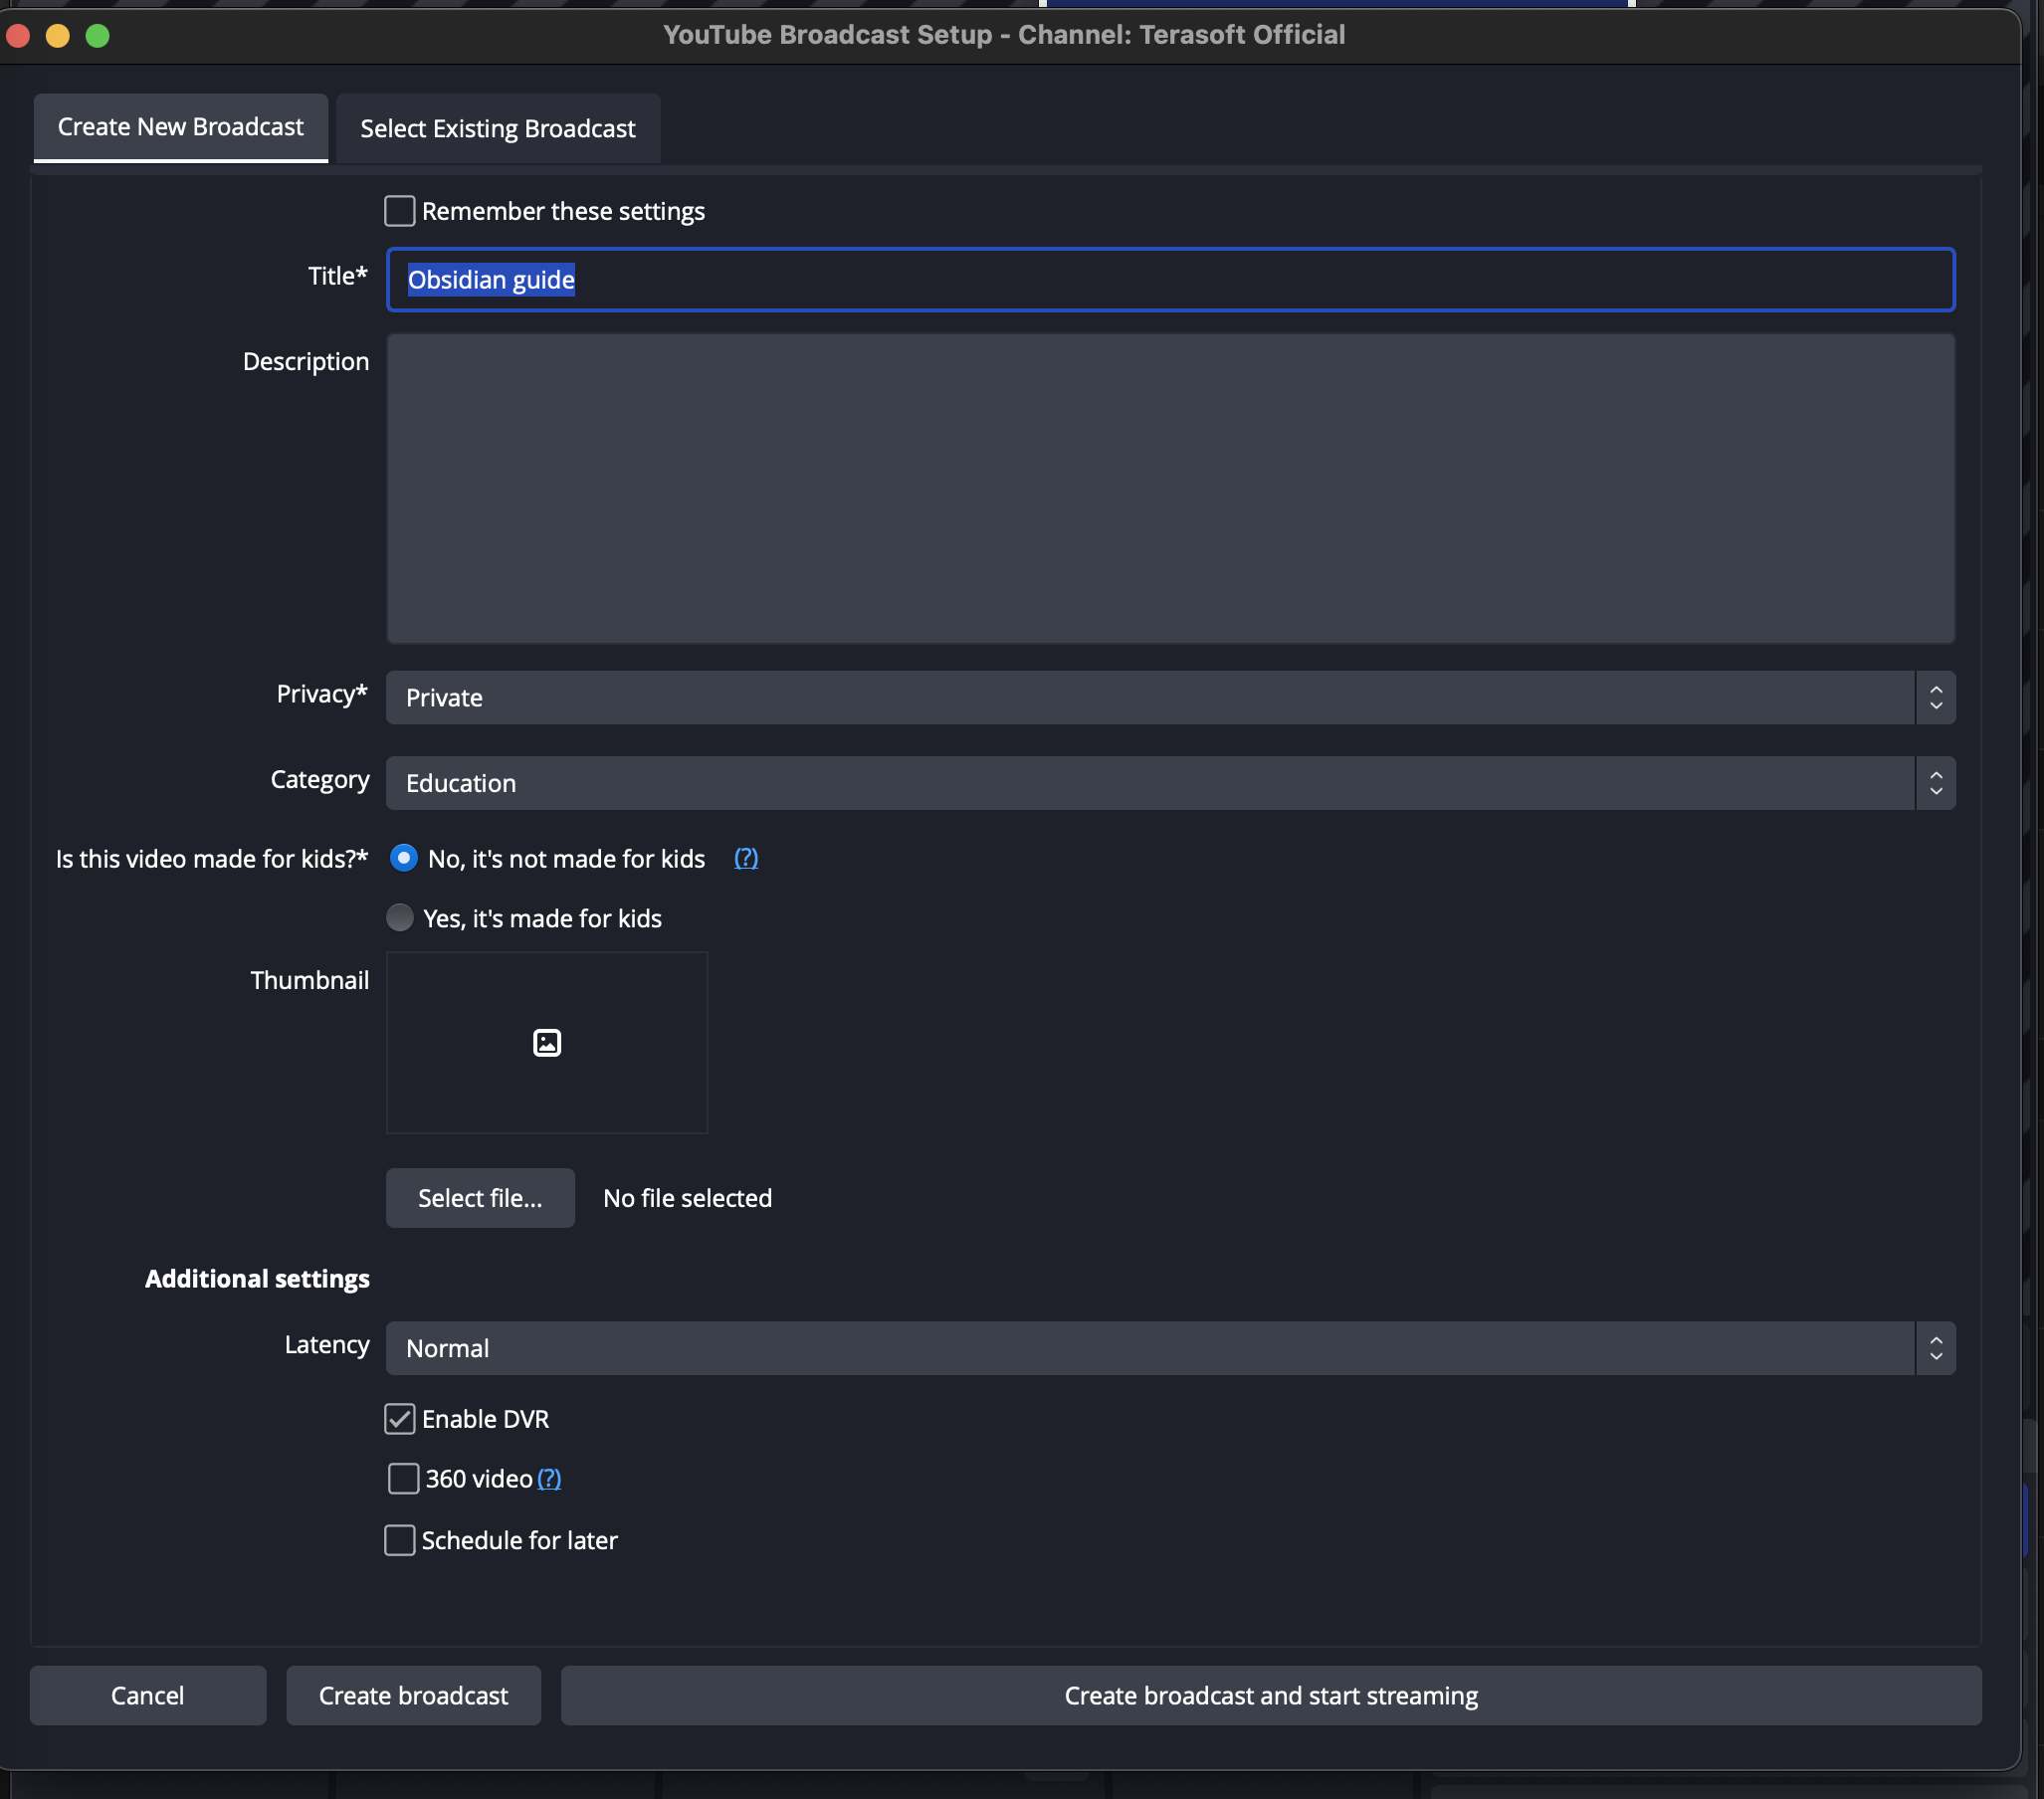 YouTube Broadcast Setup - Channel: Terasoft Official
Create New Broadcast
Select Existing Broadcast
Remember these settings
Title*
Obsidian guide
Description
Privacy*
Private
Category
Education
Is this video made for kids?*
No, it's not made for kids
(?)
Yes, it's made for kids
Thumbnail
Select file...
No file selected
Additional settings
Latency
Normal
Enable DVR
360 video (?)
Schedule for later
Cancel
Create broadcast
Create broadcast and start streaming